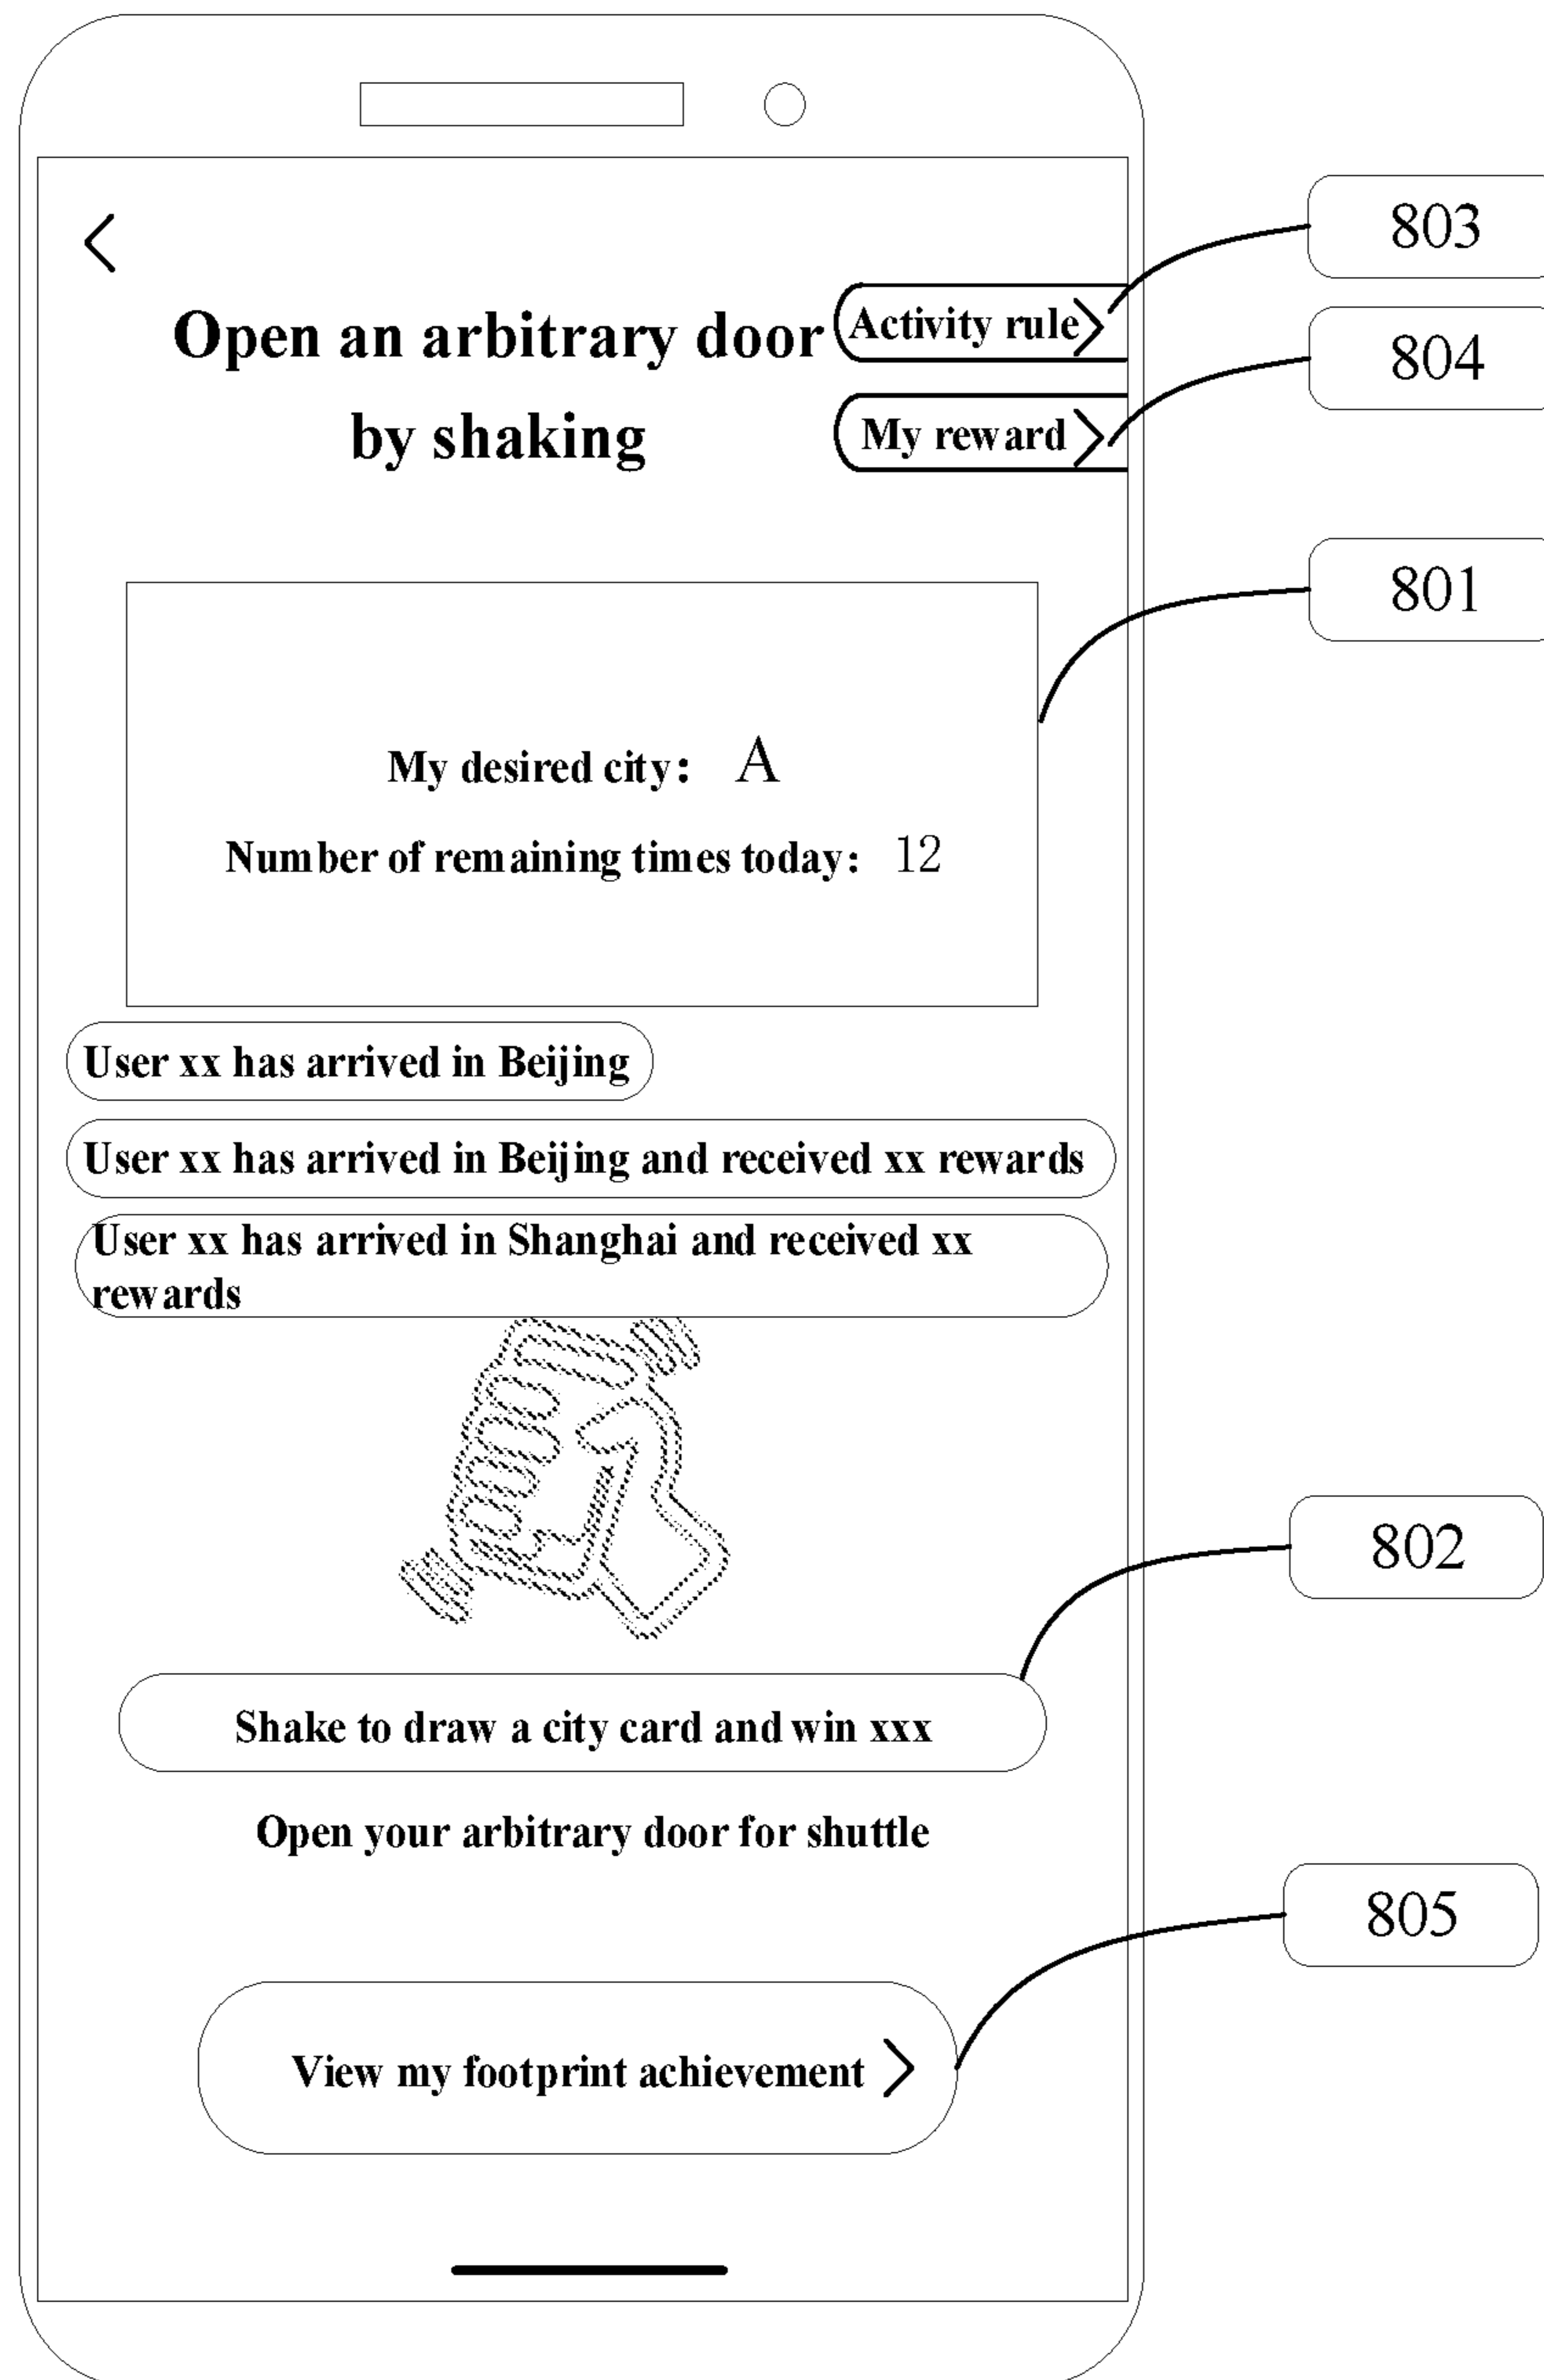 803
Open an arbitrary door
Activity rule
804
by shaking
My reward
801
My desired city: A
Number of remaining times today: 12
User xx has arrived in Beijing
User xx has arrived in Beijing and received xx rewards
User xx has arrived in Shanghai and received xx
rewards
802
Shake to draw a city card and win xxx
Open your arbitrary door for shuttle
805
View my footprint achievement